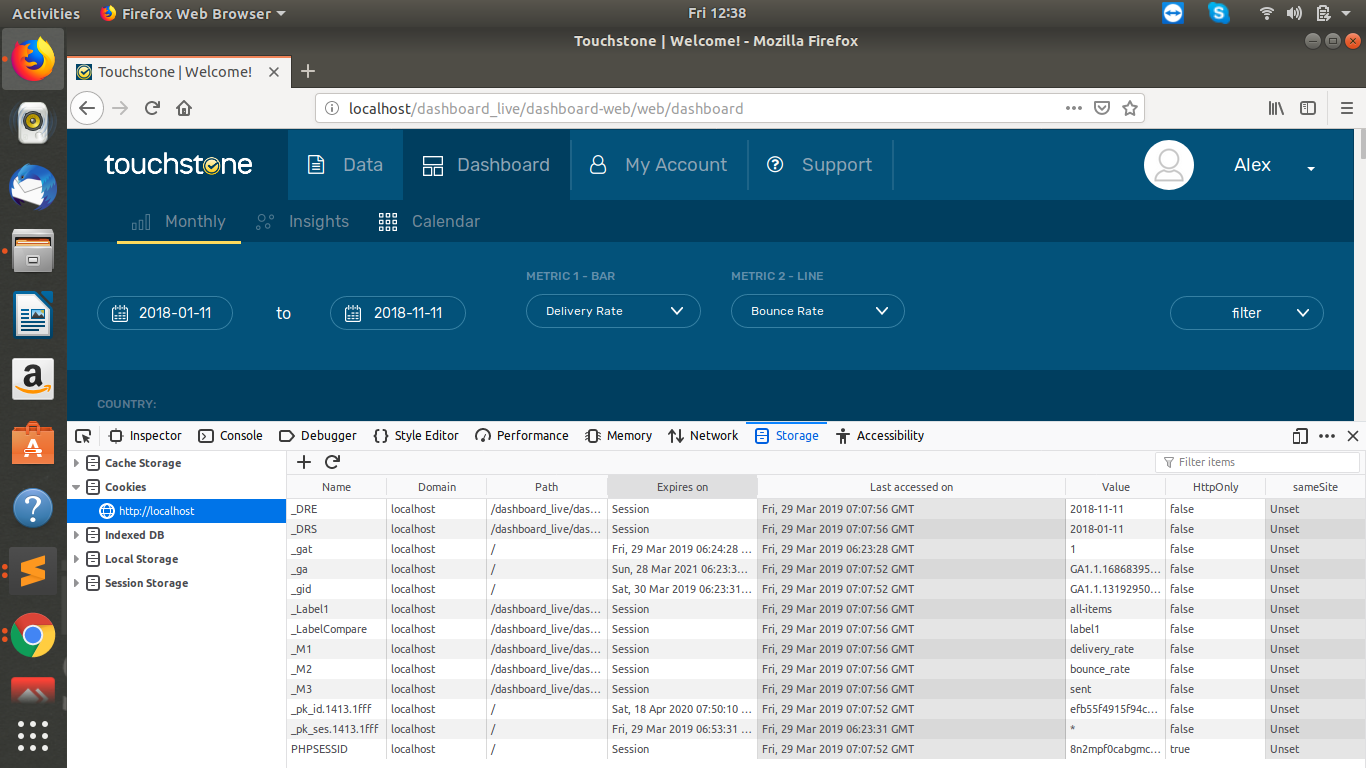 Activities Firefox Web Browser Fri 12:38
Touchstone | Welcome! - Mozilla Firefox
Touchstone | Welcome!
localhost/dashboard_live/dashboard-web/web/dashboard
touchstone Data Dashboard My Account Support Alex
Monthly Insights Calendar
METRIC 1 - BAR METRIC 2 - LINE
2018-01-11 to 2018-11-11 Delivery Rate Bounce Rate filter
COUNTRY:
Inspector Console Debugger Style Editor Performance Memory Network Storage Accessibility
Cache Storage Filter items
Cookies Name Domain Path Expires on Last accessed on Value HttpOnly sameSite
http://localhost _DRE localhost /dashboard_live/das... Session Fri, 29 Mar 2019 07:07:56 GMT 2018-11-11 false Unset
Indexed DB _DRS localhost /dashboard_live/das... Session Fri, 29 Mar 2019 07:07:56 GMT 2018-01-11 false Unset
Local Storage _gat localhost / Fri, 29 Mar 2019 06:24:28 ... Fri, 29 Mar 2019 06:23:28 GMT 1 false Unset
_ga localhost / Sun, 28 Mar 2021 06:23:3... Fri, 29 Mar 2019 07:07:52 GMT GA1.1.16868395... false Unset
Session Storage _gid localhost / Sat, 30 Mar 2019 06:23:31... Fri, 29 Mar 2019 07:07:52 GMT GA1.1.13192950... false Unset
_Label1 localhost /dashboard_live/das... Session Fri, 29 Mar 2019 07:07:56 GMT all-items false Unset
_LabelCompare localhost /dashboard_live/das... Session Fri, 29 Mar 2019 07:07:56 GMT label1 false Unset
_M1 localhost /dashboard_live/das... Session Fri, 29 Mar 2019 07:07:56 GMT delivery_rate false Unset
_M2 localhost /dashboard_live/das... Session Fri, 29 Mar 2019 07:07:56 GMT bounce_rate false Unset
_M3 localhost /dashboard_live/das... Session Fri, 29 Mar 2019 07:07:56 GMT sent false Unset
_pk_id.1413.1fff localhost / Sat, 18 Apr 2020 07:50:10 ... Fri, 29 Mar 2019 07:07:52 GMT efb55f4915f94c... false Unset
_pk_ses.1413.1fff localhost / Fri, 29 Mar 2019 06:53:31 ... Fri, 29 Mar 2019 06:23:31 GMT * false Unset
PHPSESSID localhost / Session Fri, 29 Mar 2019 07:07:52 GMT 8n2mpf0cabgmc... true Unset